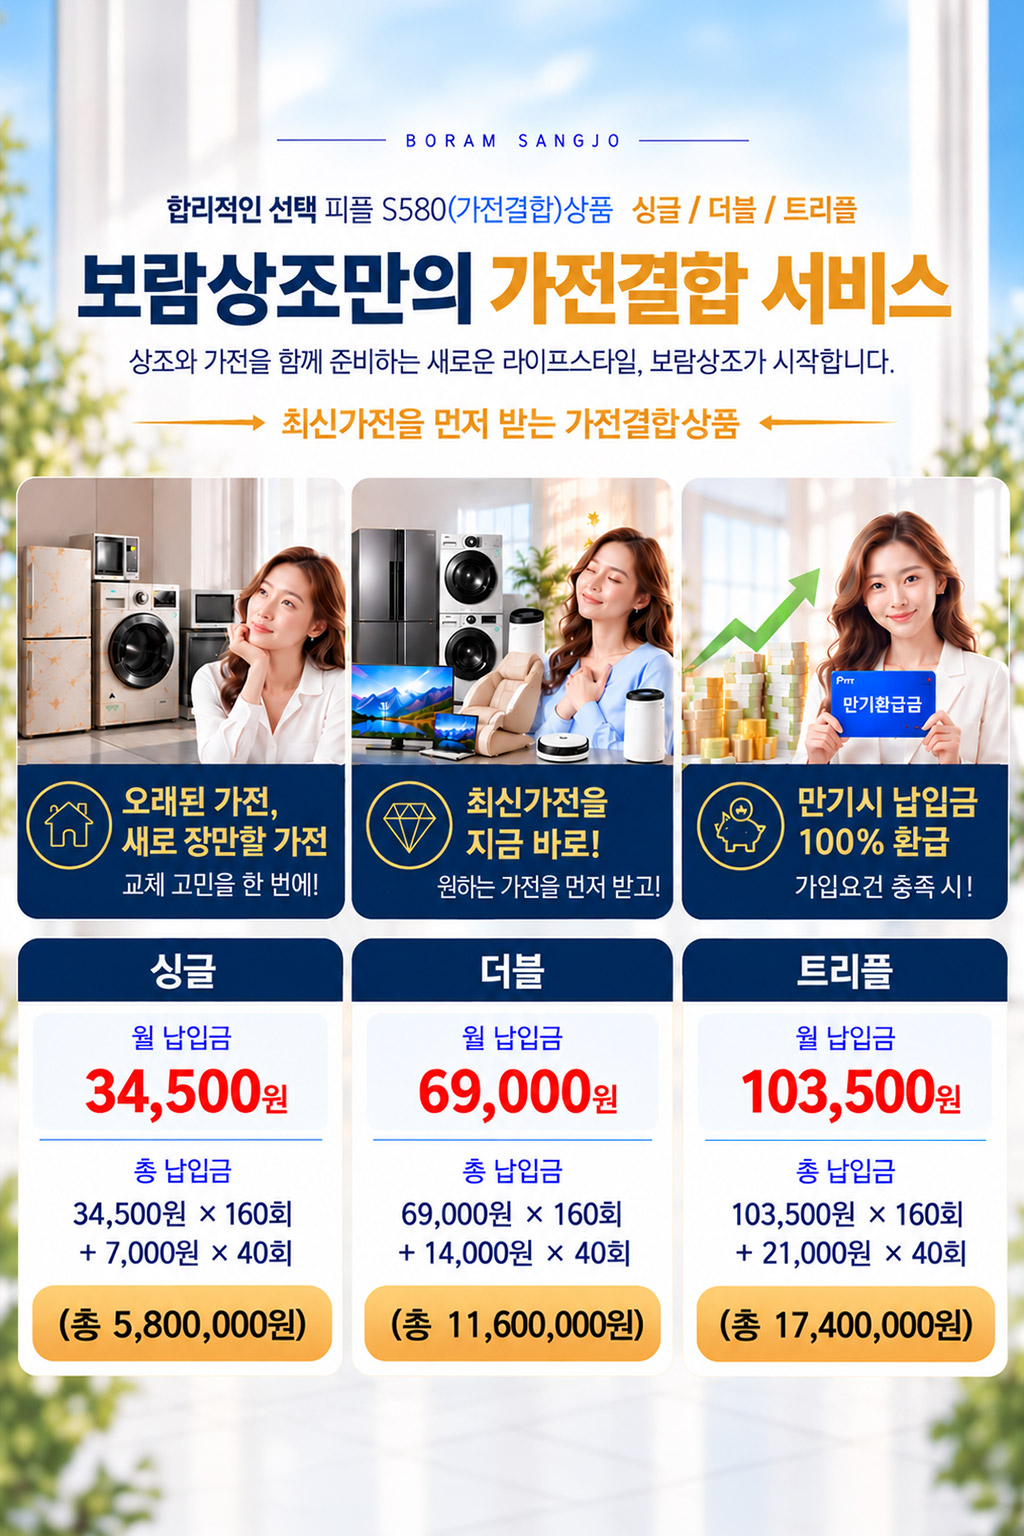 BORAM SANGJO
합리적인 선택 피플 S580(가전결합)상품 싱글 / 더블 / 트리플
보람상조만의 가전결합 서비스
상조와 가전을 함께 준비하는 새로운 라이프스타일, 보람상조가 시작합니다.
최신가전을 먼저 받는 가전결합상품
만기환급금
오래된 가전,
새로 장만할 가전
교체 고민을 한 번에!
최신가전을
지금 바로!
원하는 가전을 먼저 받고!
만기시 납입금
100% 환급
가입요건 충족 시!
싱글
월 납입금
34,500원
총 납입금
34,500원 × 160회
+ 7,000원 × 40회
(총 5,800,000원)
더블
월 납입금
69,000원
총 납입금
69,000원 × 160회
+ 14,000원 × 40회
(총 11,600,000원)
트리플
월 납입금
103,500원
총 납입금
103,500원 × 160회
+ 21,000원 × 40회
(총 17,400,000원)